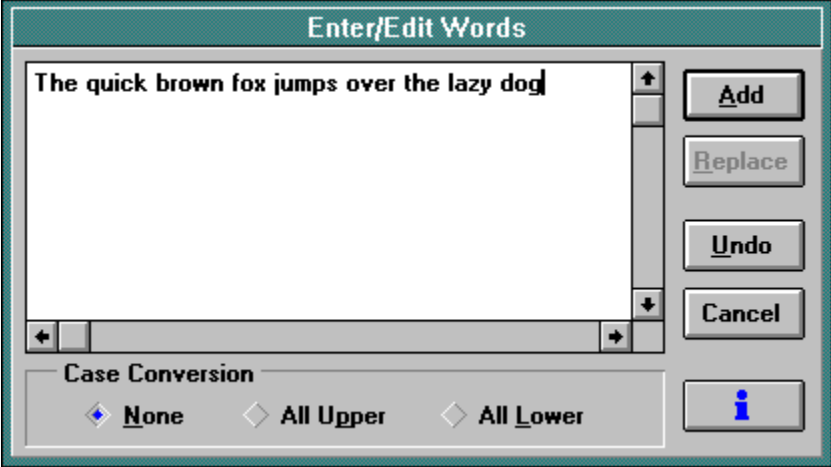 Enter/Edit Words
The quick brown fox jumps over the lazy dog
Add
Replace
Undo
Cancel
i
Case Conversion
None All Upper All Lower